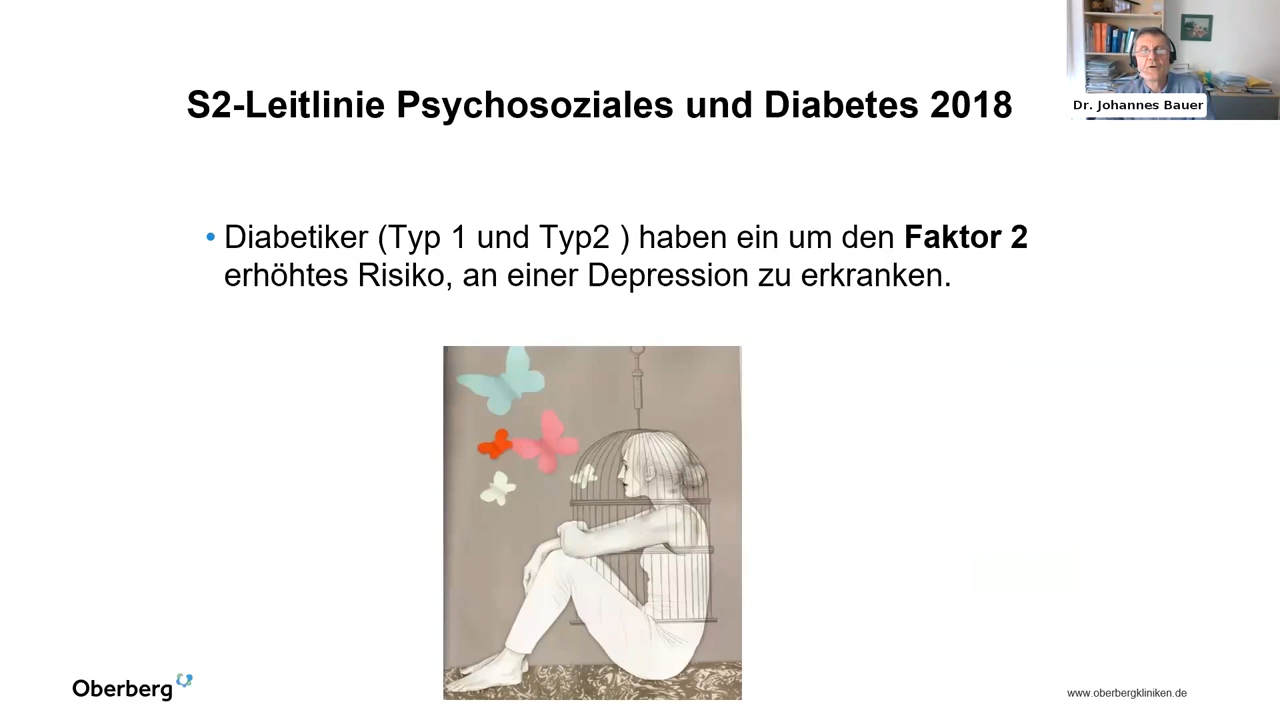 S2-Leitlinie Psychosoziales und Diabetes 2018
Dr. Johannes Bauer
• Diabetiker (Typ 1 und Typ2 ) haben ein um den Faktor 2
erhöhtes Risiko, an einer Depression zu erkranken.
Oberberg
www.oberbergkliniken.de